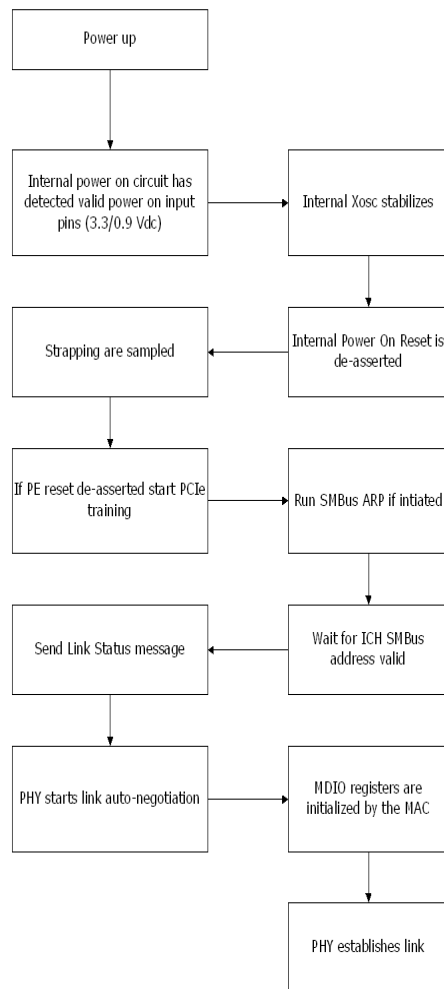 Power up
Internal power on circuit has
detected valid power on input
pins (3.3/0.9 Vdc)
Internal Xosc stabilizes
Internal Power On Reset is
de-asserted
Strapping are sampled
If PE reset de-asserted start PCIe
training
Run SMBus ARP if intiated
Wait for ICH SMBus
address valid
Send Link Status message
PHY starts link auto-negotiation
MDIO registers are
initialized by the MAC
PHY establishes link